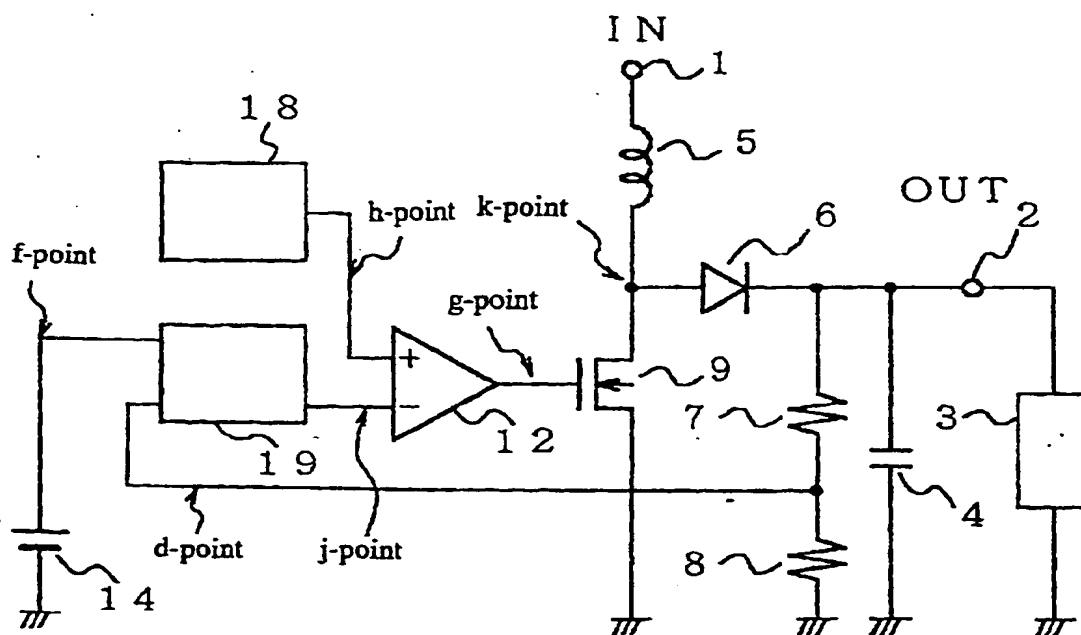 IN
1
18
5
OUT
2
h-point
k-point
6
f-point
g-point
+
−
9
7
3
12
19
4
d-point
j-point
8
14